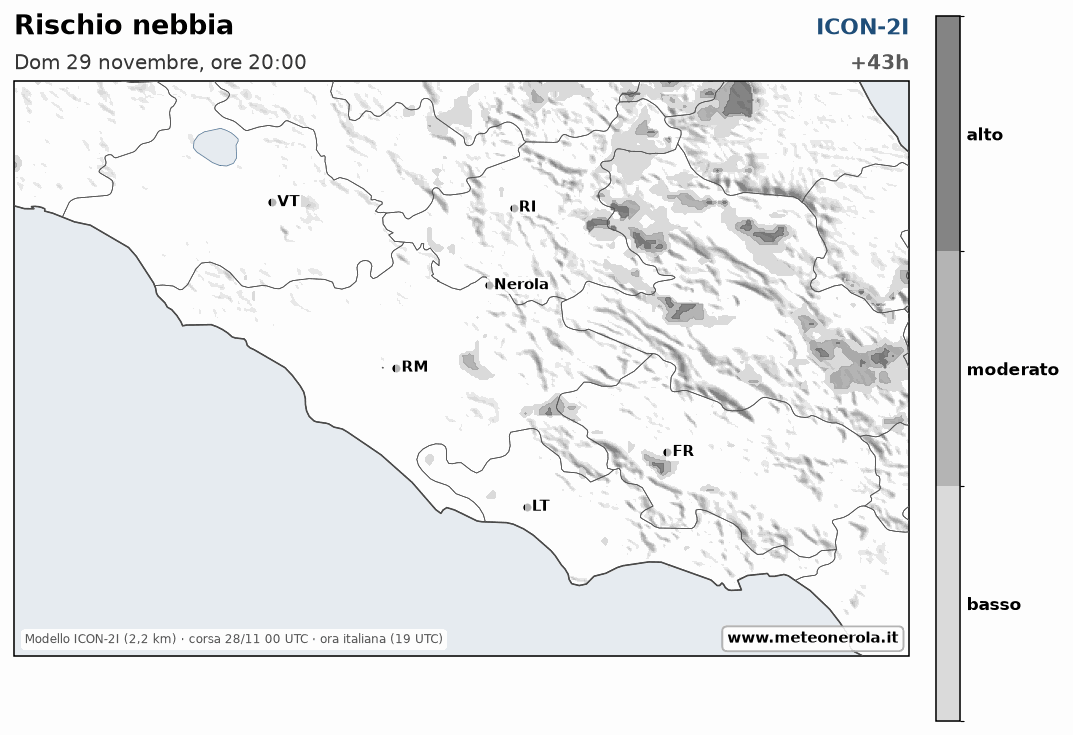 Rischio nebbia
ICON-2I
Dom 29 novembre, ore 20:00
+43h
alto
VT
RI
Nerola
RM
moderato
FR
LT
basso
Modello ICON-2I (2,2 km) · corsa 28/11 00 UTC · ora italiana (19 UTC)
www.meteonerola.it